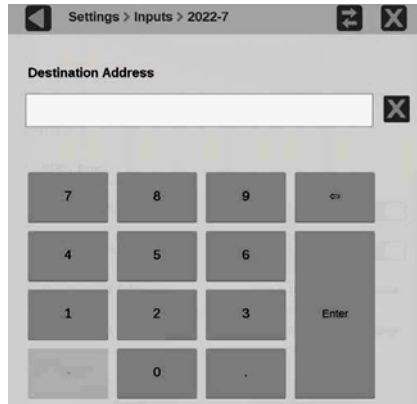 Settings > Inputs > 2022-7
X
Destination Address
X
7 8 9 ⇦
4 5 6
1 2 3 Enter
- 0 .